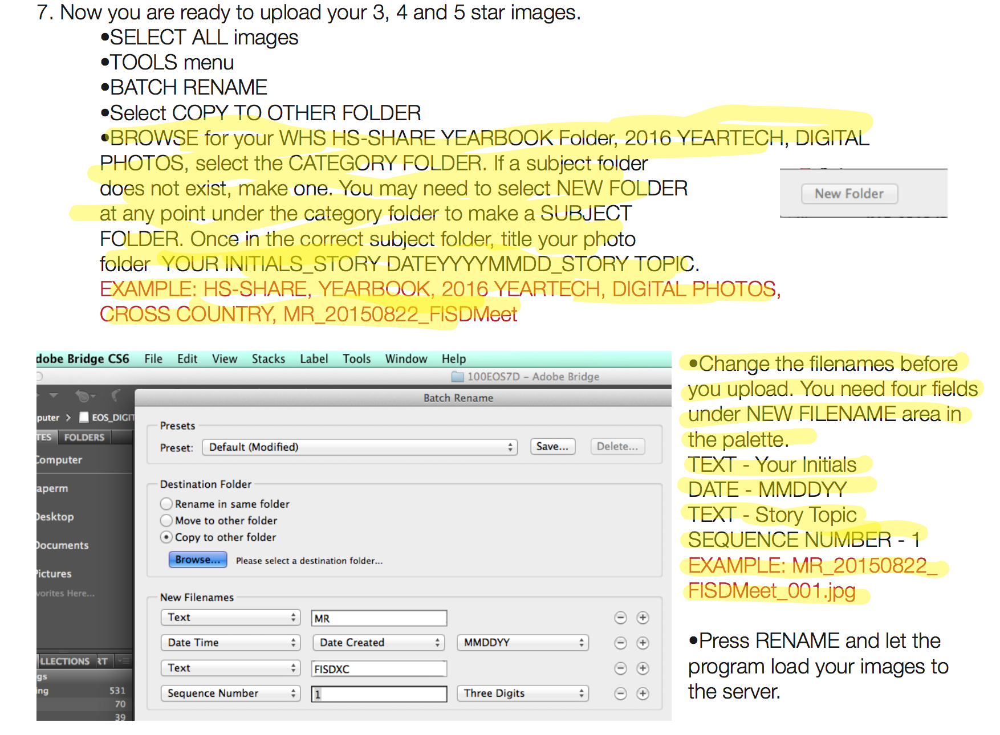 7. Now you are ready to upload your 3, 4 and 5 star images.
•SELECT ALL images
•TOOLS menu
•BATCH RENAME
•Select COPY TO OTHER FOLDER
•BROWSE for your WHS HS-SHARE YEARBOOK Folder, 2016 YEARTECH, DIGITAL
PHOTOS, select the CATEGORY FOLDER. If a subject folder
does not exist, make one. You may need to select NEW FOLDER
at any point under the category folder to make a SUBJECT
FOLDER. Once in the correct subject folder, title your photo
folder YOUR INITIALS_STORY DATEYYYYMMDD_STORY TOPIC.
EXAMPLE: HS-SHARE, YEARBOOK, 2016 YEARTECH, DIGITAL PHOTOS,
CROSS COUNTRY, MR_20150822_FISDMeet
New Folder
dobe Bridge CS6 File Edit View Stacks Label Tools Window Help
100EOS7D - Adobe Bridge
Batch Rename
puter > EOS_DIGIT
TES FOLDERS
Computer
aperm
Desktop
Documents
Pictures
vorites Here...
LLECTIONS RT
gs
ing 531
70
39
Presets
Preset: Default (Modified) Save... Delete...
Destination Folder
Rename in same folder
Move to other folder
Copy to other folder
Browse... Please select a destination folder...
New Filenames
Text MR
Date Time Date Created MMDDYY
Text FISDXC
Sequence Number 1 Three Digits
•Change the filenames before
you upload. You need four fields
under NEW FILENAME area in
the palette.
TEXT - Your Initials
DATE - MMDDYY
TEXT - Story Topic
SEQUENCE NUMBER - 1
EXAMPLE: MR_20150822_
FISDMeet_001.jpg
•Press RENAME and let the
program load your images to
the server.